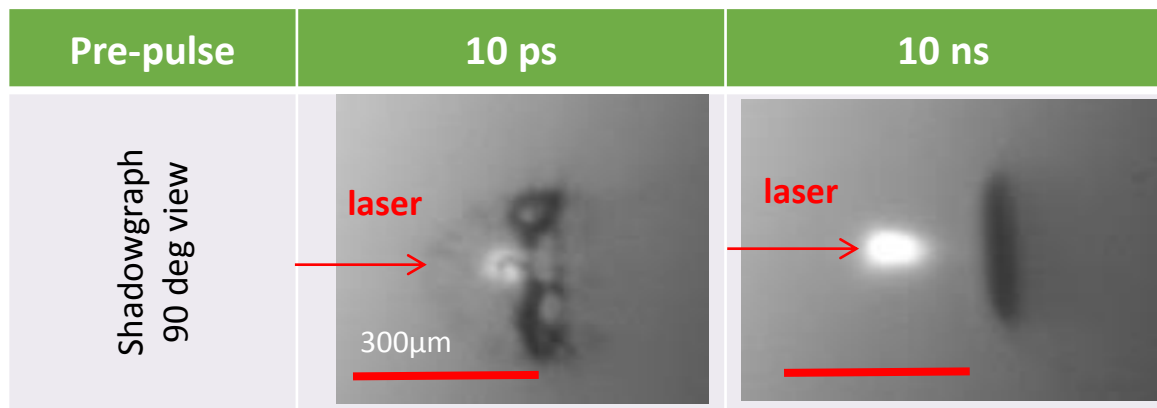 Pre-pulse
10 ps
10 ns
Shadowgraph
90 deg view
laser
300µm
laser